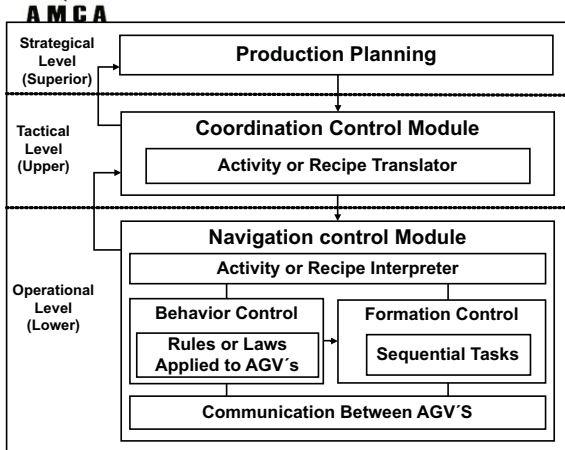 AMCA
Strategical
Level
(Superior)
Production Planning
Tactical
Level
(Upper)
Coordination Control Module
Activity or Recipe Translator
Operational
Level
(Lower)
Navigation control Module
Activity or Recipe Interpreter
Behavior Control
Rules or Laws
Applied to AGV´s
Formation Control
Sequential Tasks
Communication Between AGV´S